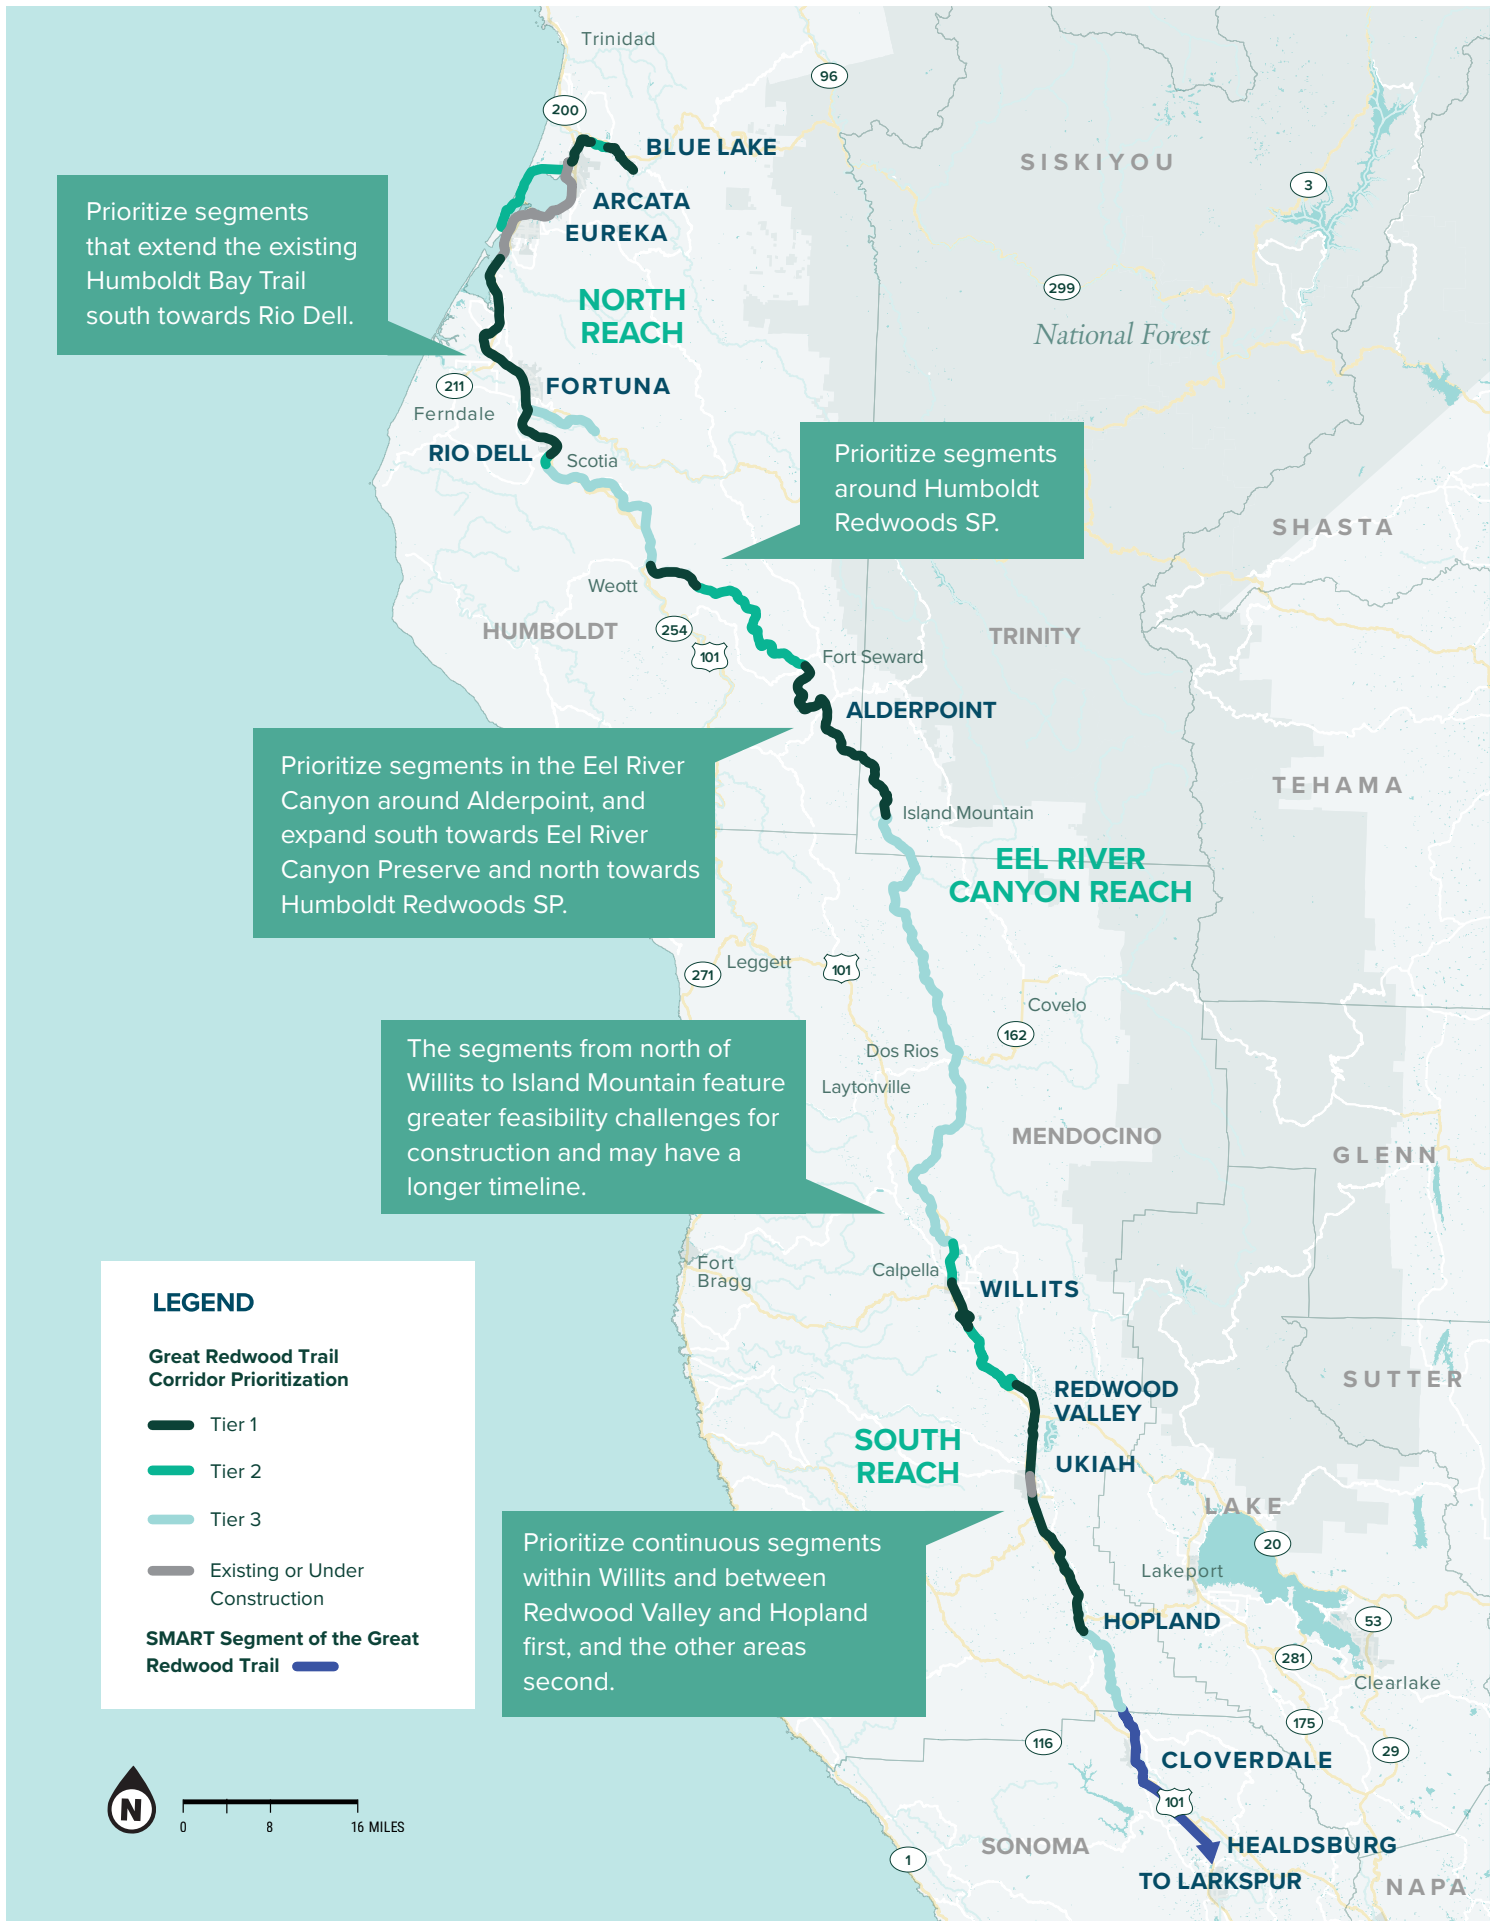 Trinidad
96
200
BLUE LAKE
SISKIYOU
3
ARCATA
EUREKA
Prioritize segments
that extend the existing
Humboldt Bay Trail
south towards Rio Dell.
299
National Forest
NORTH
REACH
211
FORTUNA
Ferndale
RIO DELL
Scotia
Prioritize segments
around Humboldt
Redwoods SP.
SHASTA
Weott
HUMBOLDT
254
101
TRINITY
Fort Seward
ALDERPOINT
Prioritize segments in the Eel River
Canyon around Alderpoint, and
expand south towards Eel River
Canyon Preserve and north towards
Humboldt Redwoods SP.
TEHAMA
Island Mountain
EEL RIVER
CANYON REACH
271
Leggett
101
Covelo
162
Dos Rios
Laytonville
The segments from north of
Willits to Island Mountain feature
greater feasibility challenges for
construction and may have a
longer timeline.
MENDOCINO
GLENN
Fort
Bragg
Calpella
WILLITS
LEGEND
Great Redwood Trail
Corridor Prioritization
Tier 1
Tier 2
Tier 3
Existing or Under
Construction
SMART Segment of the Great
Redwood Trail
SUTTER
REDWOOD
VALLEY
SOUTH
REACH
UKIAH
LAKE
20
Prioritize continuous segments
within Willits and between
Redwood Valley and Hopland
first, and the other areas
second.
Lakeport
HOPLAND
53
281
Clearlake
175
116
29
CLOVERDALE
101
N
0 8 16 MILES
SONOMA
1
HEALDSBURG
TO LARKSPUR
NAPA